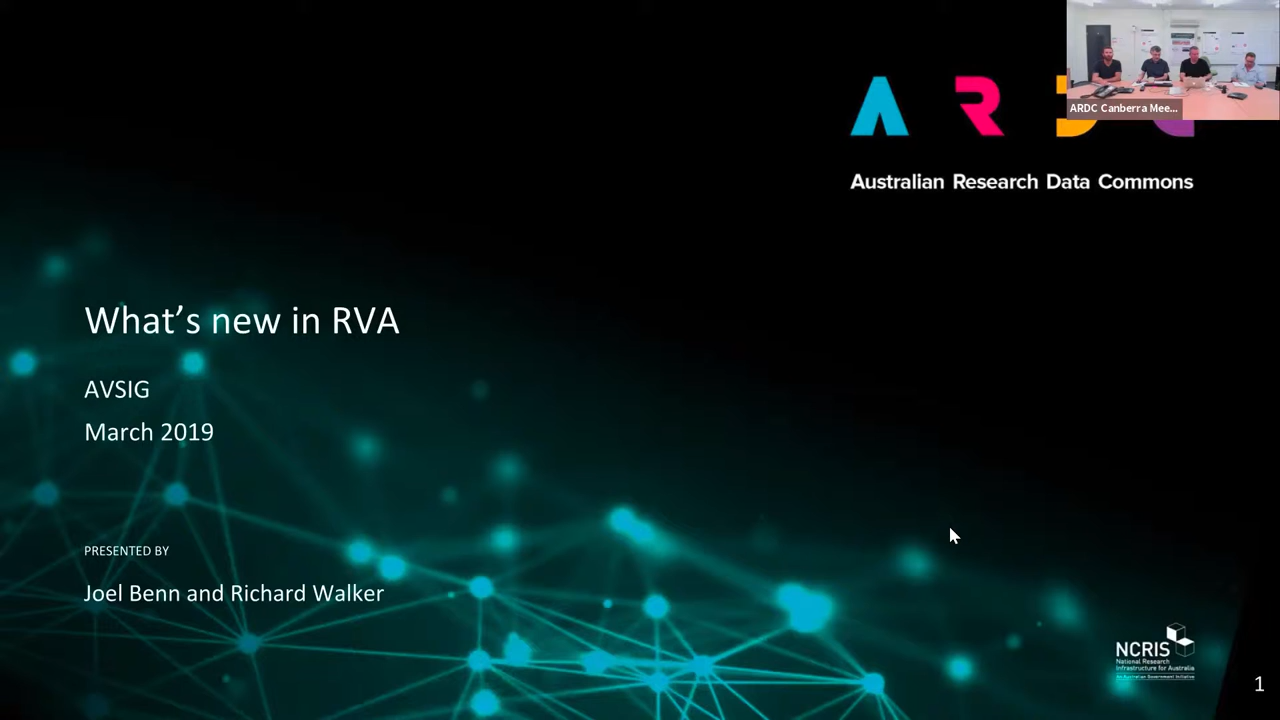 ARDC Canberra Mee...
A R D C
Australian Research Data Commons
What's new in RVA
AVSIG
March 2019
PRESENTED BY
Joel Benn and Richard Walker
NCRIS
National Research
Infrastructure for Australia
An Australian Government Initiative
1